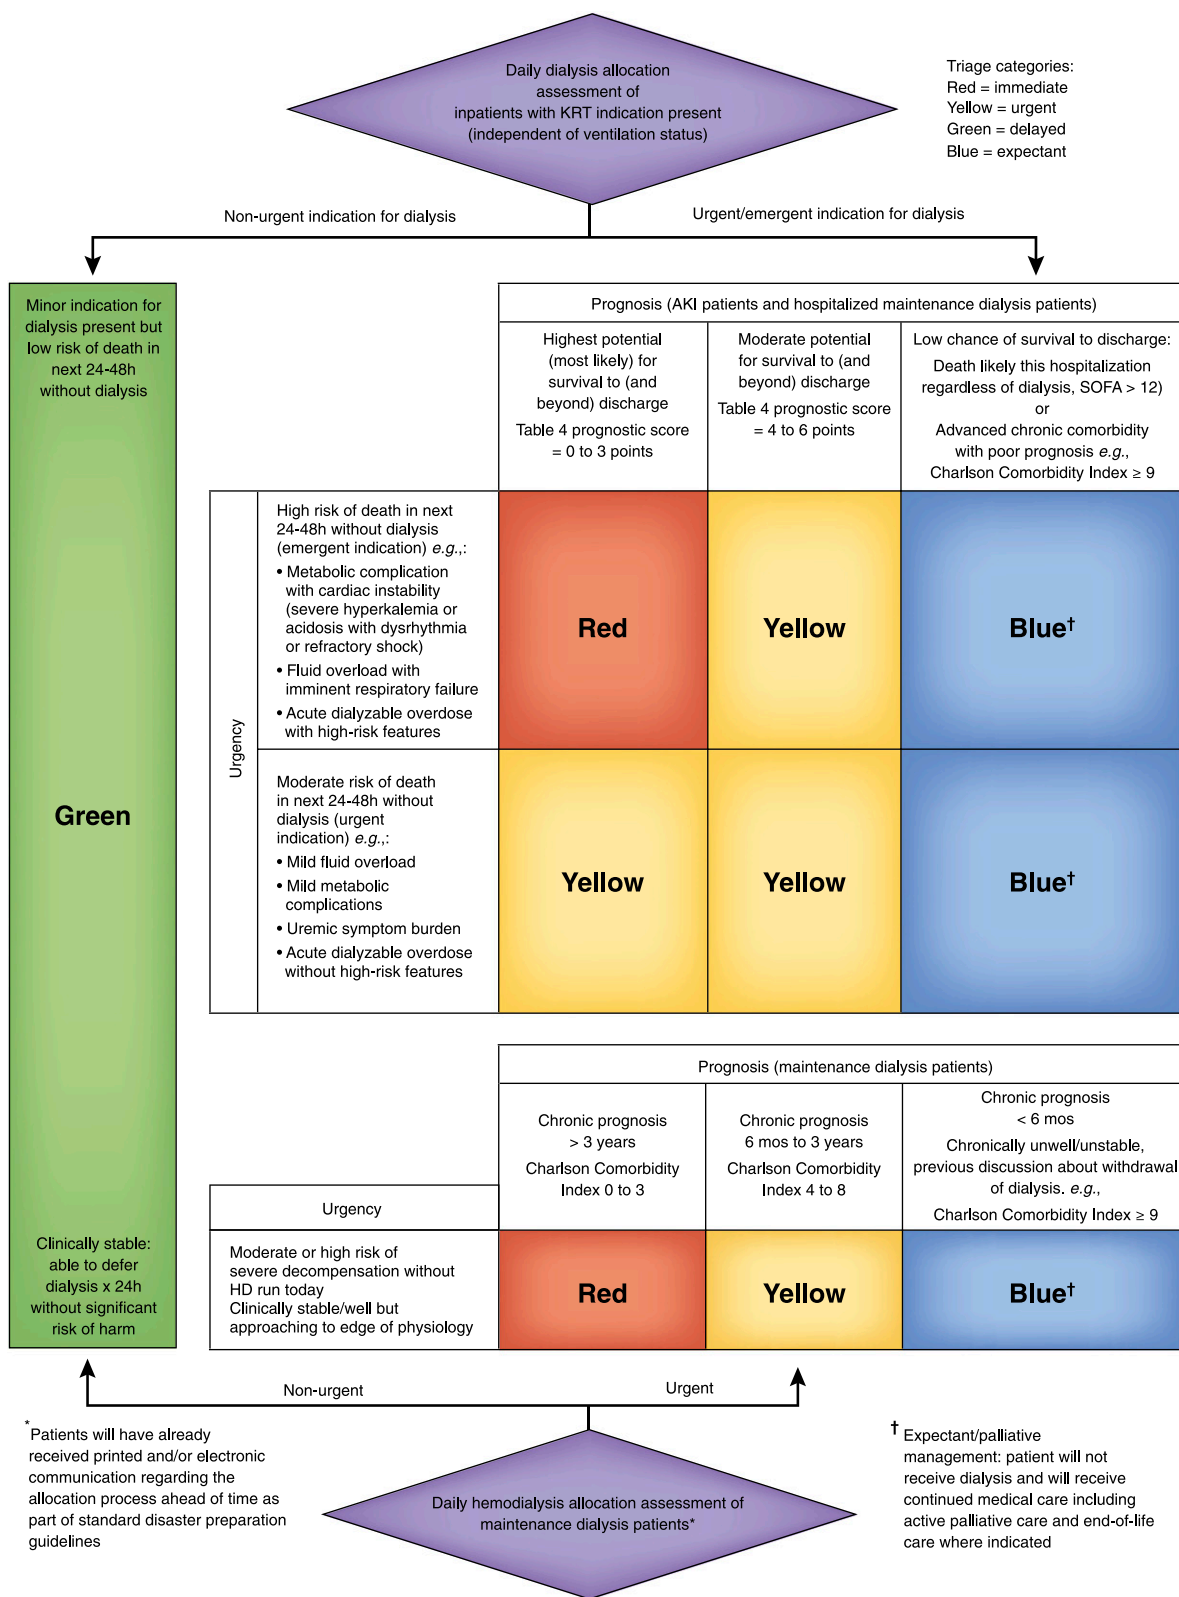 Daily dialysis allocation
assessment of
inpatients with KRT indication present
(independent of ventilation status)
Triage categories:
Red = immediate
Yellow = urgent
Green = delayed
Blue = expectant
Non-urgent indication for dialysis
Urgent/emergent indication for dialysis
Minor indication for
dialysis present but
low risk of death in
next 24-48h
without dialysis
Green
Clinically stable:
able to defer
dialysis x 24h
without significant
risk of harm
Prognosis (AKI patients and hospitalized maintenance dialysis patients)
Highest potential
(most likely) for
survival to (and
beyond) discharge
Table 4 prognostic score
= 0 to 3 points
Moderate potential
for survival to (and
beyond) discharge
Table 4 prognostic score
= 4 to 6 points
Low chance of survival to discharge:
Death likely this hospitalization
regardless of dialysis, SOFA > 12)
or
Advanced chronic comorbidity
with poor prognosis e.g.,
Charlson Comorbidity Index ≥ 9
Urgency
High risk of death in next
24-48h without dialysis
(emergent indication) e.g.,:
• Metabolic complication
with cardiac instability
(severe hyperkalemia or
acidosis with dysrhythmia
or refractory shock)
• Fluid overload with
imminent respiratory failure
• Acute dialyzable overdose
with high-risk features
Red
Yellow
Blue†
Moderate risk of death
in next 24-48h without
dialysis (urgent
indication) e.g.,:
• Mild fluid overload
• Mild metabolic
complications
• Uremic symptom burden
• Acute dialyzable overdose
without high-risk features
Yellow
Yellow
Blue†
Prognosis (maintenance dialysis patients)
Chronic prognosis
> 3 years
Charlson Comorbidity
Index 0 to 3
Chronic prognosis
6 mos to 3 years
Charlson Comorbidity
Index 4 to 8
Chronic prognosis
< 6 mos
Chronically unwell/unstable,
previous discussion about withdrawal
of dialysis. e.g.,
Charlson Comorbidity Index ≥ 9
Urgency
Moderate or high risk of
severe decompensation without
HD run today
Clinically stable/well but
approaching to edge of physiology
Red
Yellow
Blue†
Non-urgent
Urgent
*Patients will have already
received printed and/or electronic
communication regarding the
allocation process ahead of time as
part of standard disaster preparation
guidelines
Daily hemodialysis allocation assessment of
maintenance dialysis patients*
† Expectant/palliative
management: patient will not
receive dialysis and will receive
continued medical care including
active palliative care and end-of-life
care where indicated